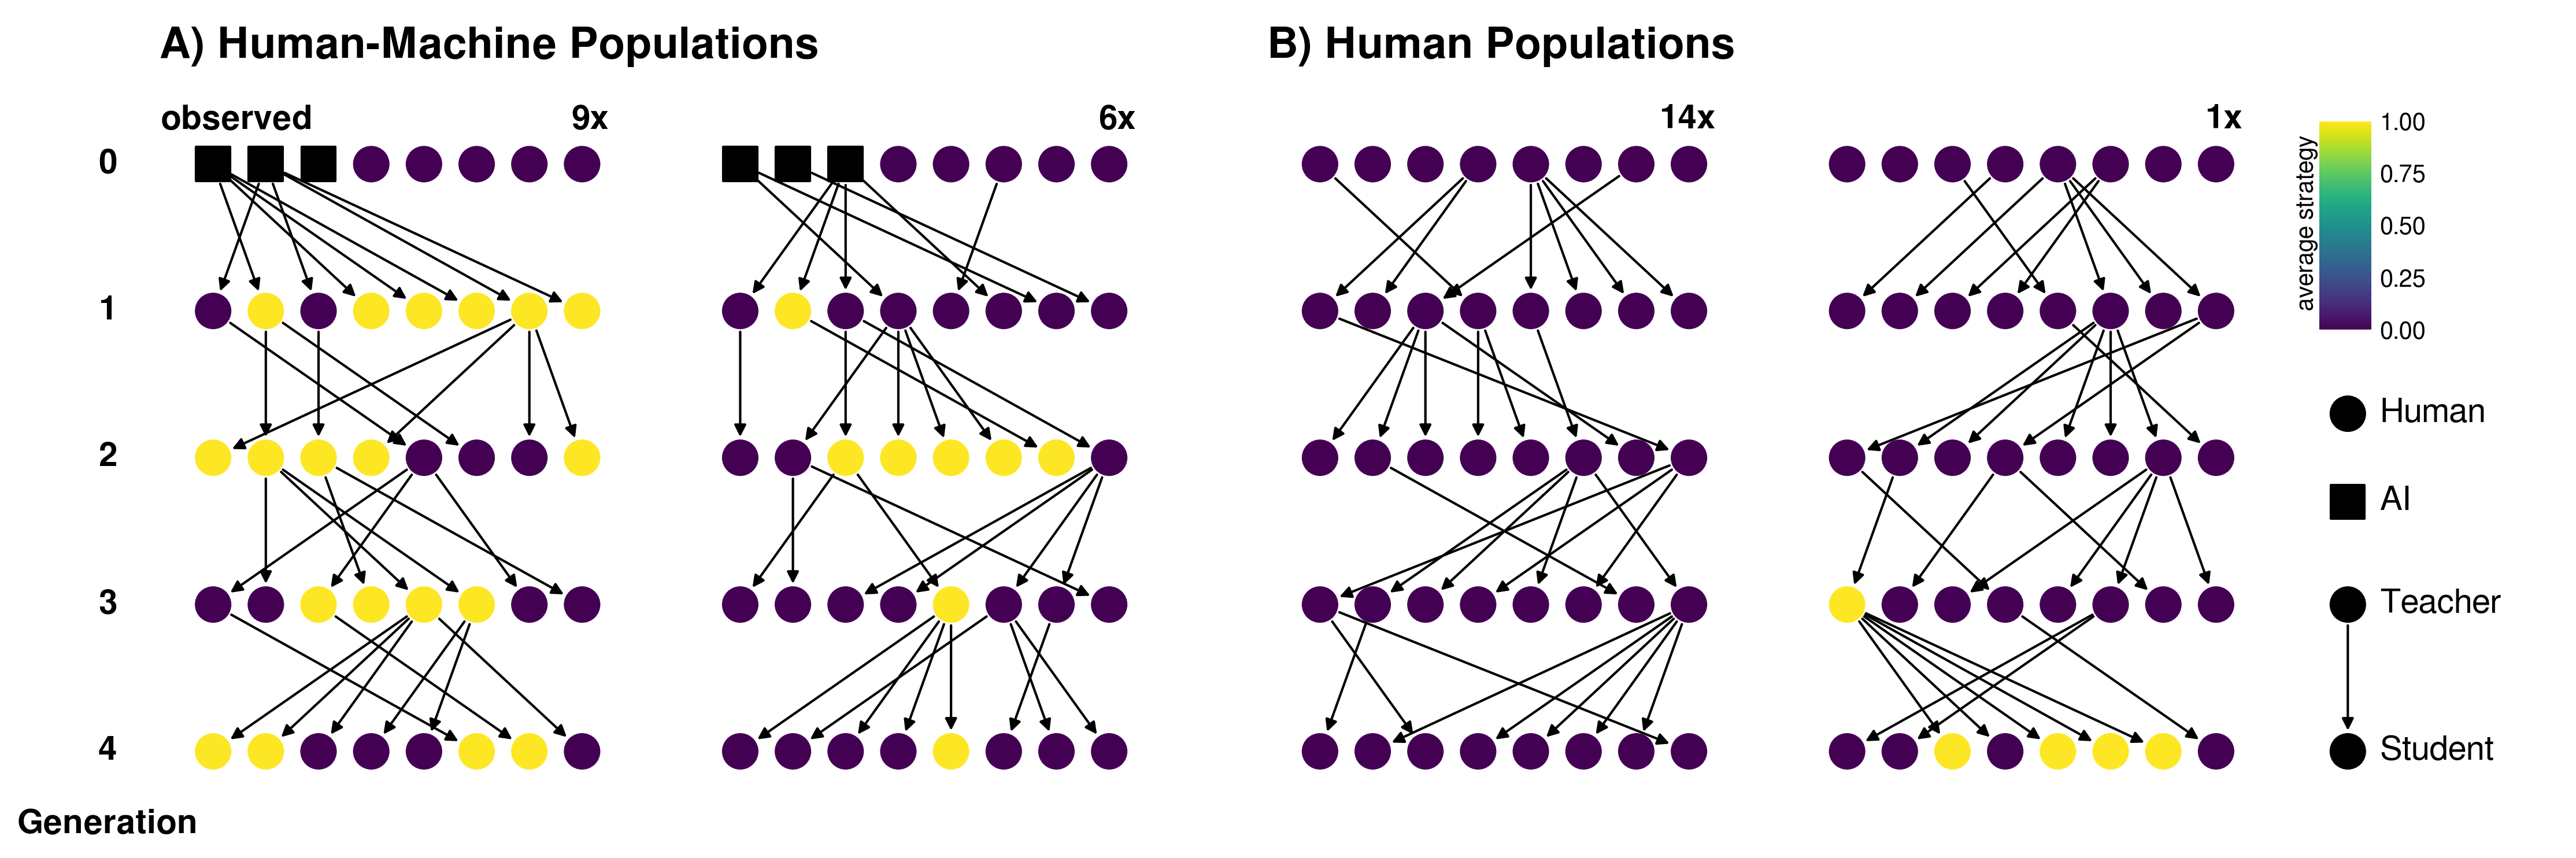 A) Human-Machine Populations
B) Human Populations
observed
9x
6x
14x
1x
0
1
2
3
4
Generation
average strategy
1.00
0.75
0.50
0.25
0.00
Human
AI
Teacher
Student